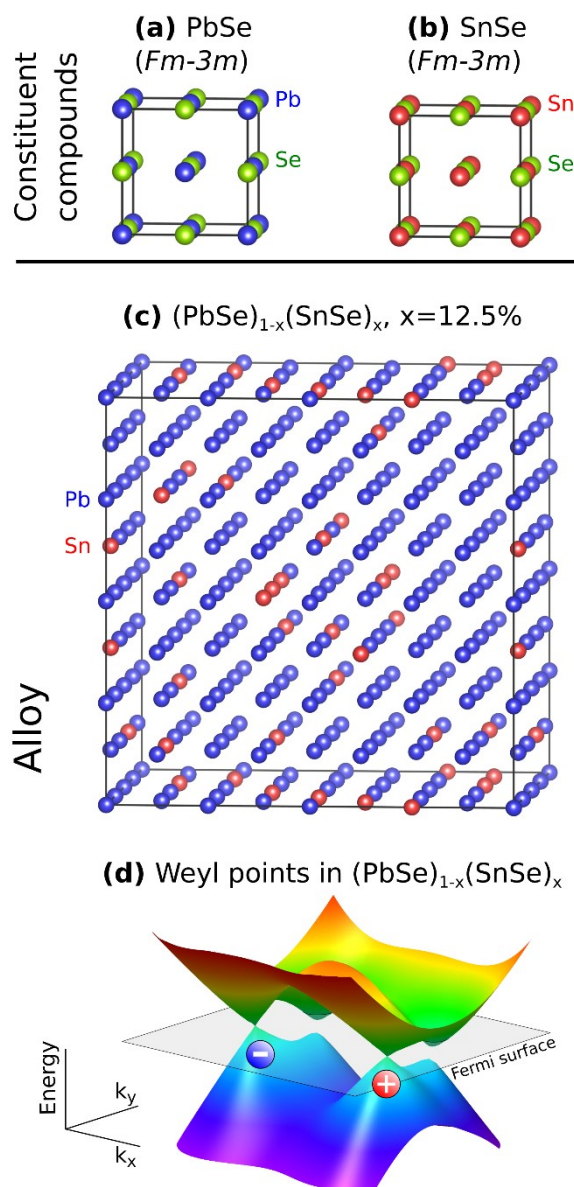 (a) PbSe
(Fm-3m)
(b) SnSe
(Fm-3m)
Constituent
compounds
Pb
Se
Sn
Se
(c) (PbSe)1-x(SnSe)x, x=12.5%
Pb
Sn
Alloy
(d) Weyl points in (PbSe)1-x(SnSe)x
Energy
ky
kx
−
+
Fermi surface